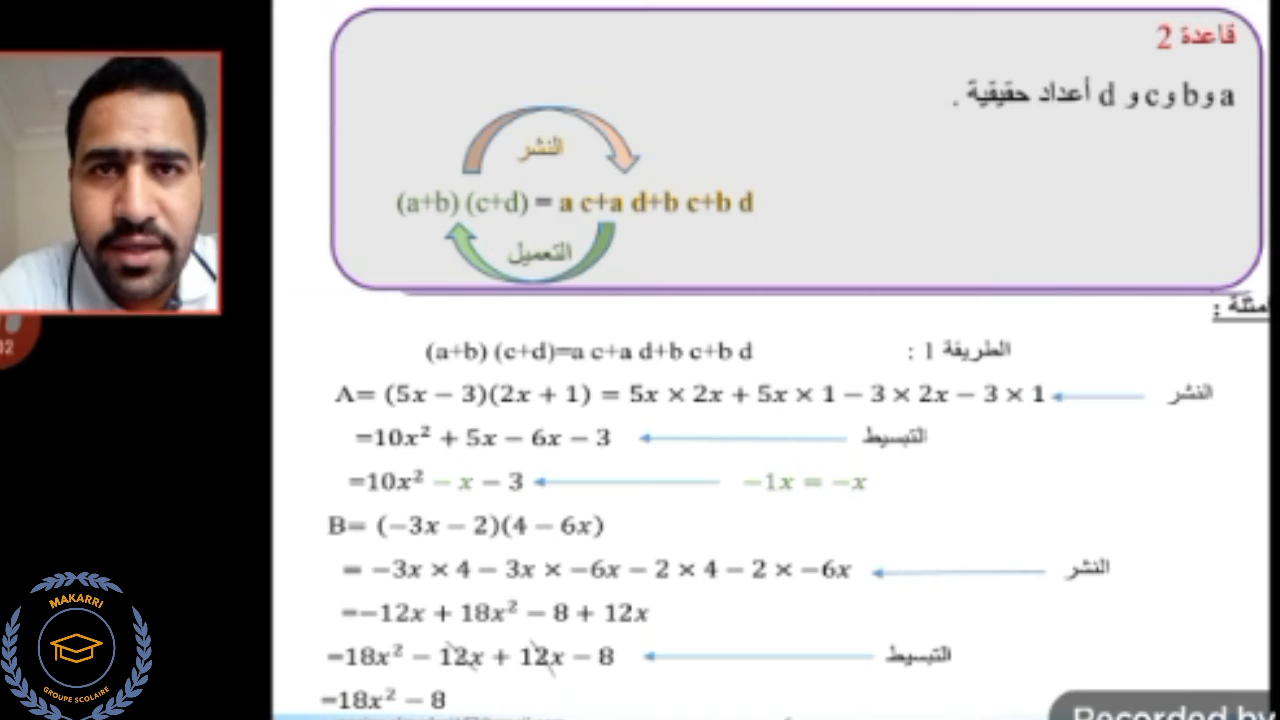 قاعدة 2
a و b و c و d أعداد حقيقية .
النشر
(a+b) (c+d) = a c+a d+b c+b d
التعميل
مثلة :
الطريقة 1 :
(a+b) (c+d)=a c+a d+b c+b d
A= (5x − 3)(2x + 1) = 5x × 2x + 5x × 1 − 3 × 2x − 3 × 1 النشر
=10x² + 5x − 6x − 3 التبسيط
=10x² − x − 3 −1x = −x
B= (−3x − 2)(4 − 6x)
= −3x × 4 − 3x × −6x − 2 × 4 − 2 × −6x النشر
=−12x + 18x² − 8 + 12x
=18x² − 12x + 12x − 8 التبسيط
=18x² − 8
Recorded by
MAKARRI
GROUPE SCOLAIRE